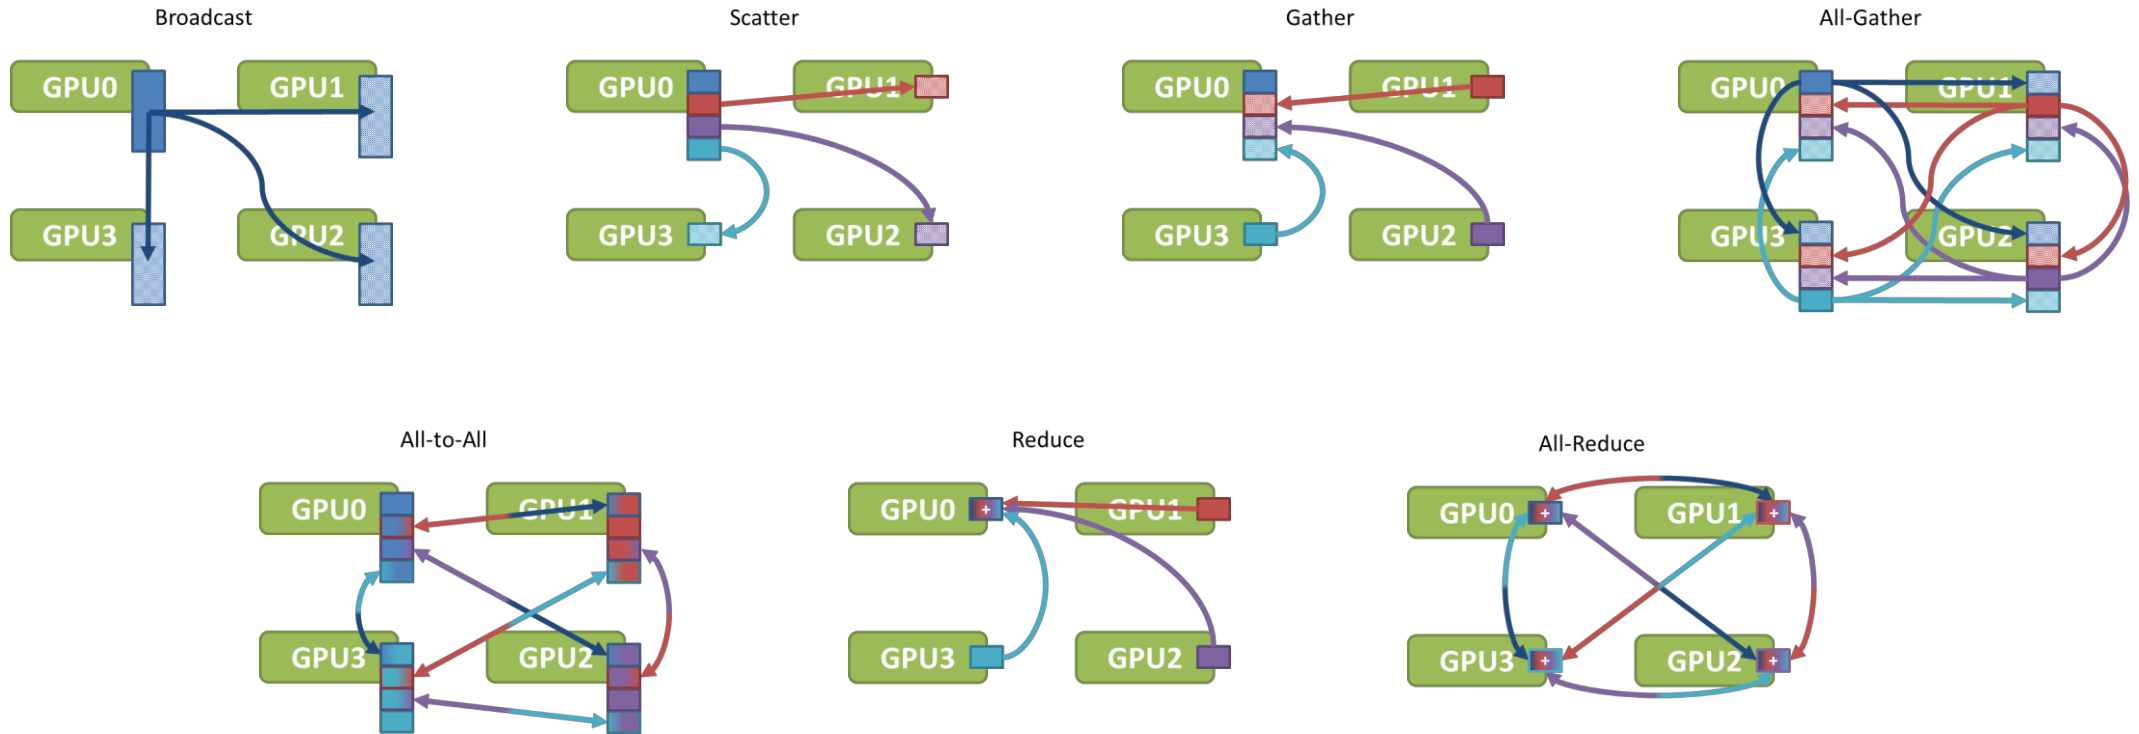 Broadcast
Scatter
Gather
All-Gather
GPU0
GPU1
GPU0
GPU1
GPU0
GPU1
GPU0
GPU1
GPU3
GPU2
GPU3
GPU2
GPU3
GPU2
GPU3
GPU2
All-to-All
Reduce
All-Reduce
GPU0
GPU1
GPU0
+
GPU1
GPU0
+
GPU1
+
GPU3
GPU2
GPU3
GPU2
GPU3
+
GPU2
+